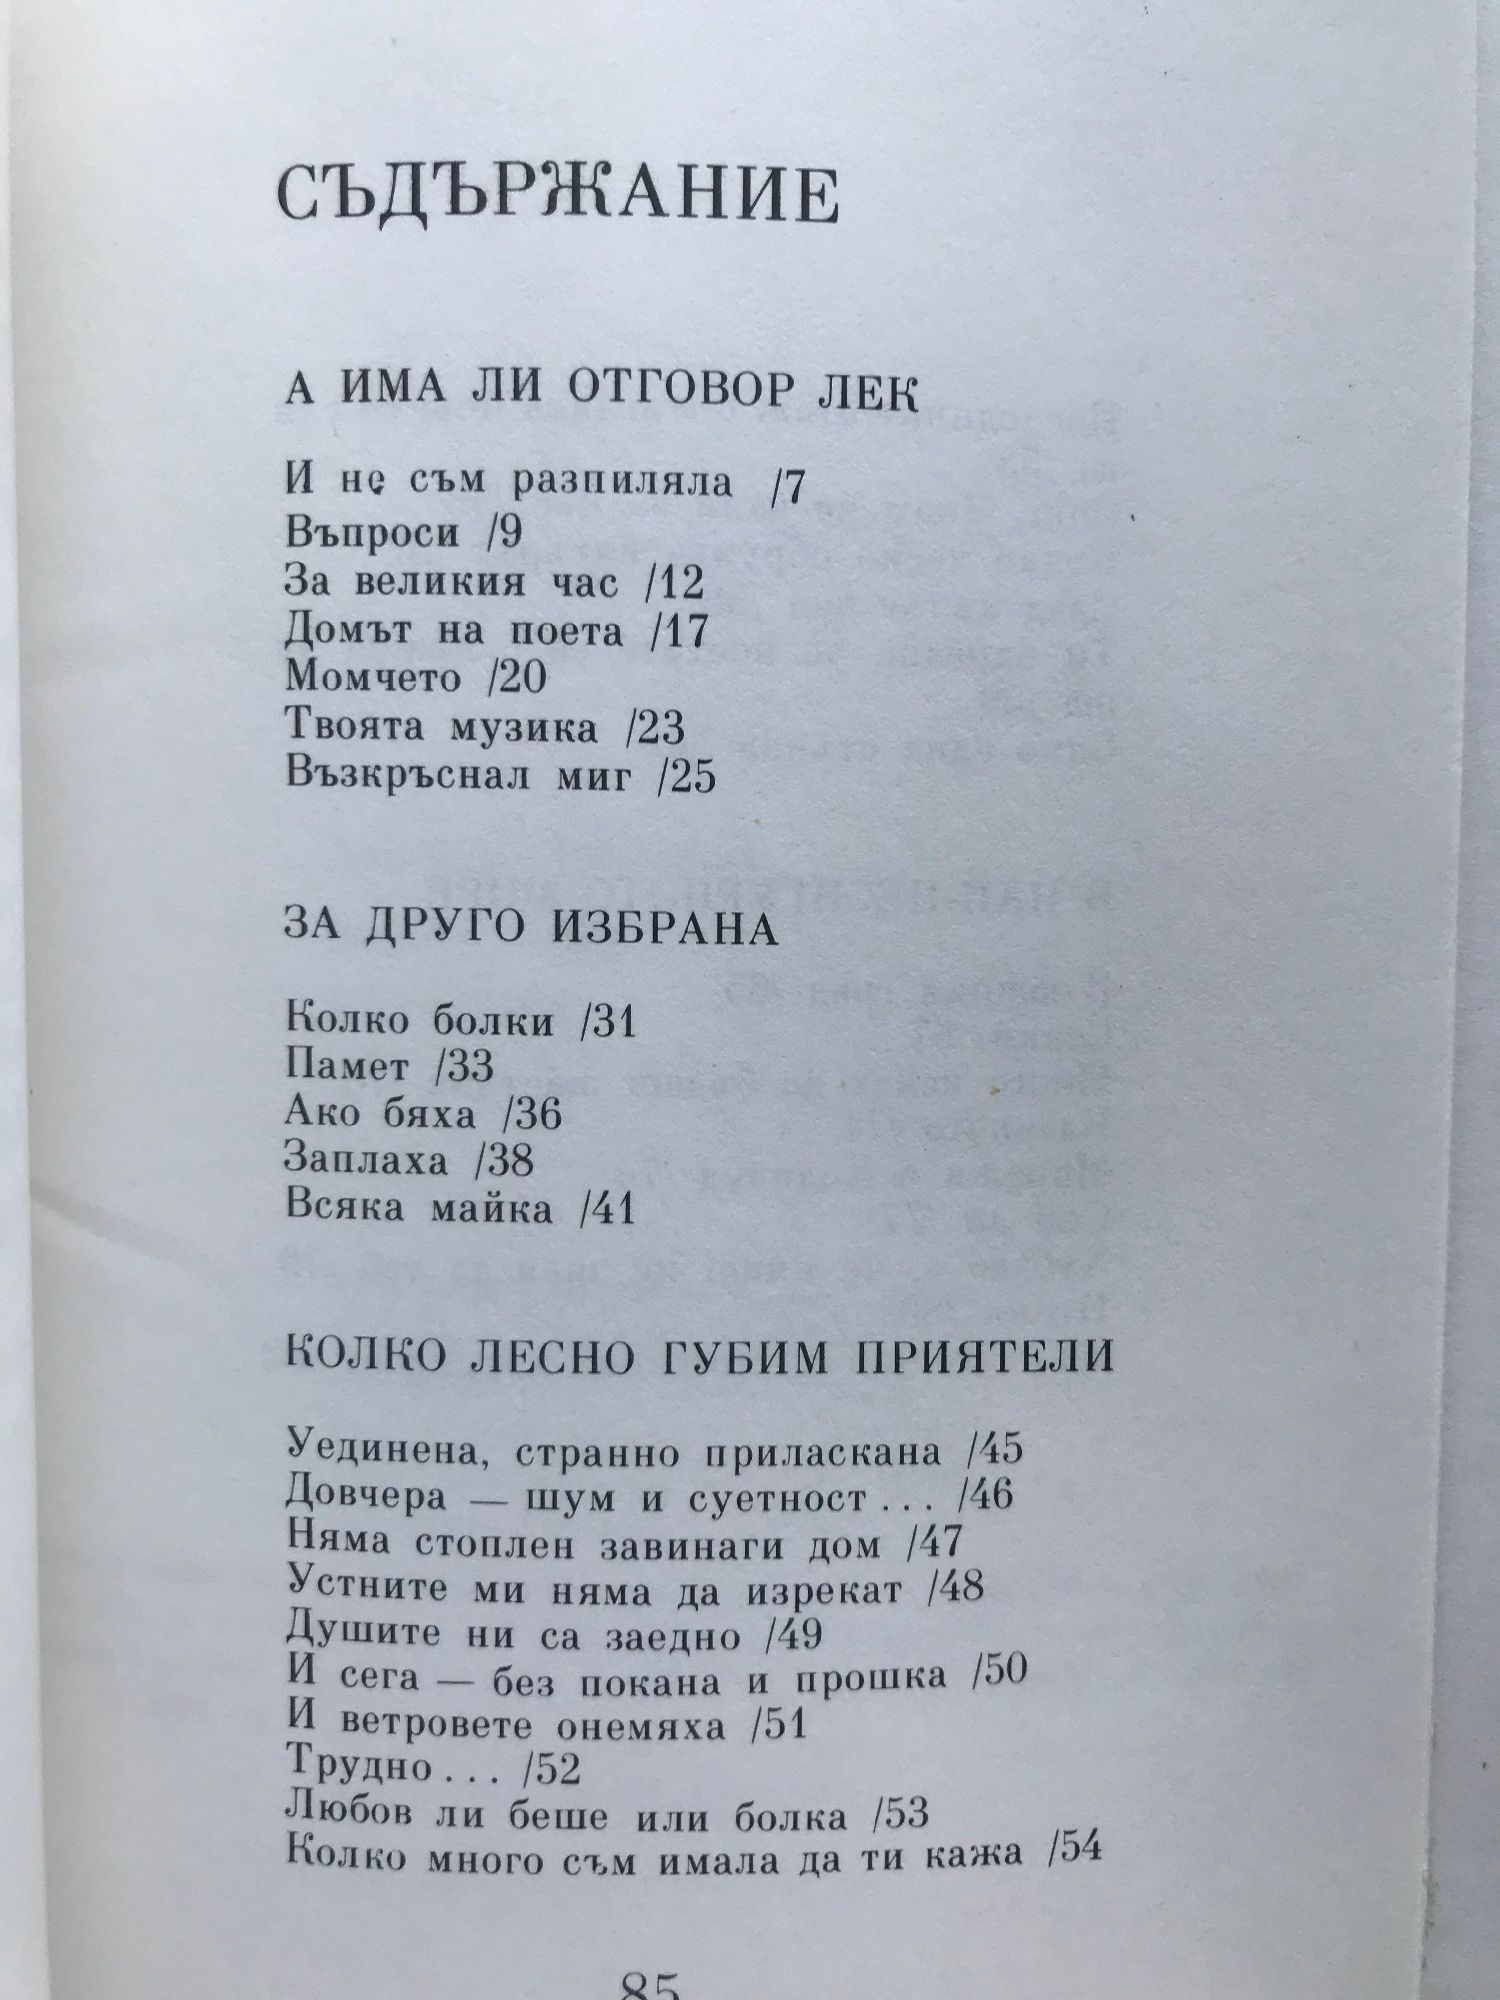 СЪДЪРЖАНИЕ
А ИМА ЛИ ОТГОВОР ЛЕК
И не съм разпиляла /7
Въпроси /9
За великия час /12
Домът на поета /17
Момчето /20
Твоята музика /23
Възкръснал миг /25
ЗА ДРУГО ИЗБРАНА
Колко болки /31
Памет /33
Ако бяха /36
Заплаха /38
Всяка майка /41
КОЛКО ЛЕСНО ГУБИМ ПРИЯТЕЛИ
Уединена, странно приласкана /45
Довчера — шум и суетност... /46
Няма стоплен завинаги дом /47
Устните ми няма да изрекат /48
Душите ни са заедно /49
И сега — без покана и прошка /50
И ветровете онемяха /51
Трудно... /52
Любов ли беше или болка /53
Колко много съм имала да ти кажа /54
85